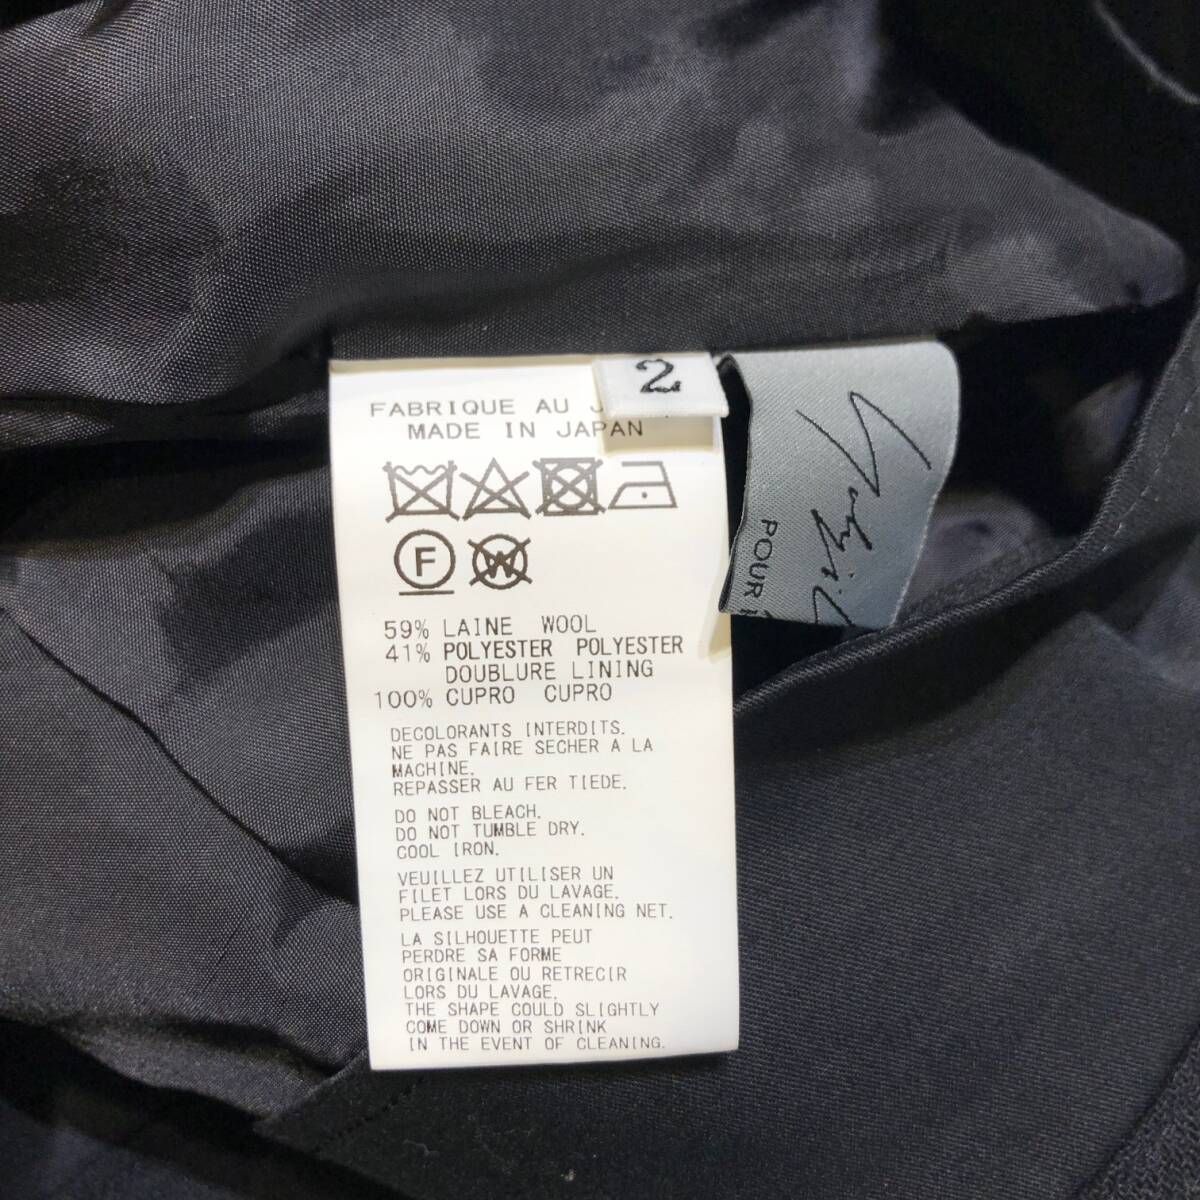 2
FABRIQUE AU
MADE IN JAPAN
F
W
59% LAINE WOOL
41% POLYESTER POLYESTER
DOUBLURE LINING
100% CUPRO CUPRO
DECOLORANTS INTERDITS.
NE PAS FAIRE SECHER A LA
MACHINE.
REPASSER AU FER TIEDE.
DO NOT BLEACH.
DO NOT TUMBLE DRY.
COOL IRON.
VEUILLEZ UTILISER UN
FILET LORS DU LAVAGE.
PLEASE USE A CLEANING NET.
LA SILHOUETTE PEUT
PERDRE SA FORME
ORIGINALE OU RETRECIR
LORS DU LAVAGE.
THE SHAPE COULD SLIGHTLY
COME DOWN OR SHRINK
IN THE EVENT OF CLEANING.
Yohji
POUR